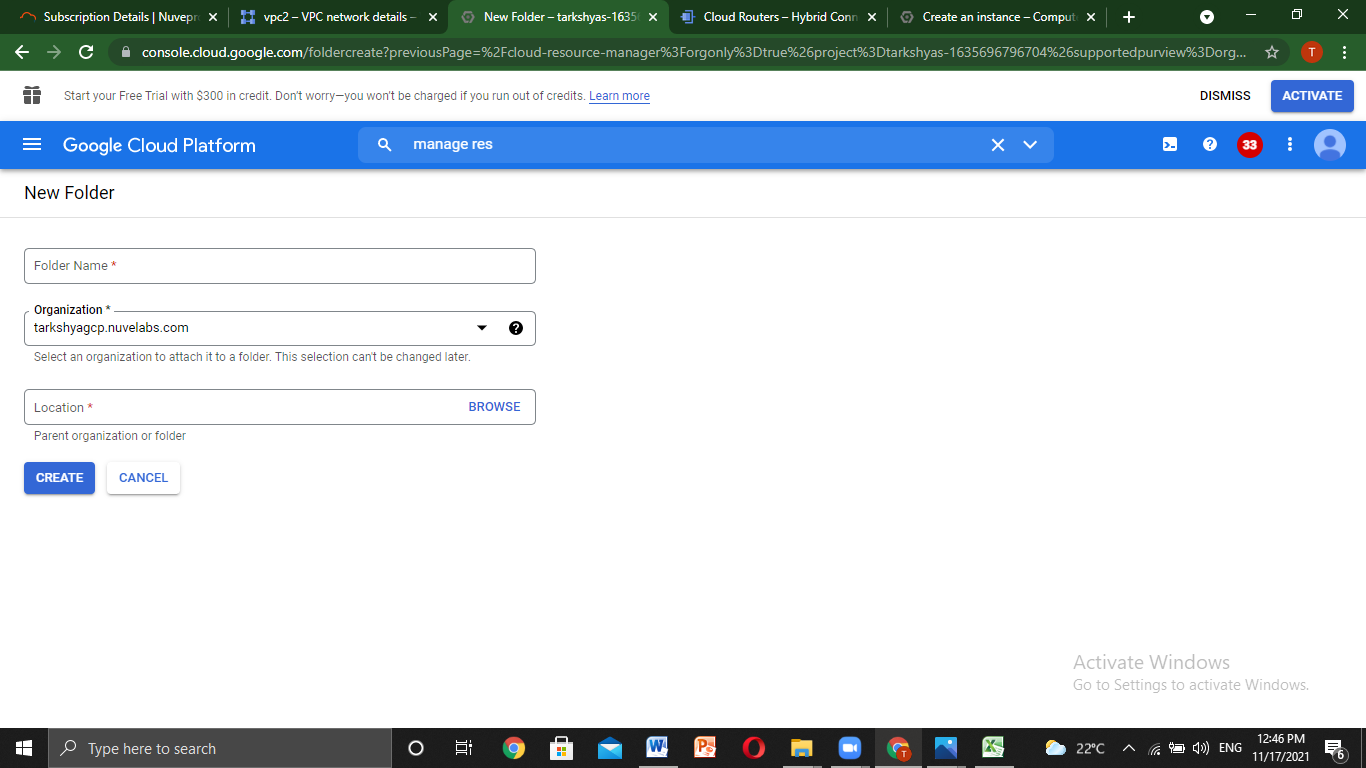 Subscription Details | Nuvepr
vpc2 – VPC network details –
New Folder – tarkshyas-1635
Cloud Routers – Hybrid Conn
Create an instance – Comput
console.cloud.google.com/foldercreate?previousPage=%2Fcloud-resource-manager%3Forgonly%3Dtrue%26project%3Dtarkshyas-1635696796704%26supportedpurview%3Dorg...
T
Start your Free Trial with $300 in credit. Don't worry—you won't be charged if you run out of credits. Learn more
DISMISS
ACTIVATE
Google Cloud Platform
manage res
33
New Folder
Folder Name *
Organization *
tarkshyagcp.nuvelabs.com
Select an organization to attach it to a folder. This selection can't be changed later.
Location *
BROWSE
Parent organization or folder
CREATE
CANCEL
Activate Windows
Go to Settings to activate Windows.
Type here to search
22°C
ENG
12:46 PM
11/17/2021
6